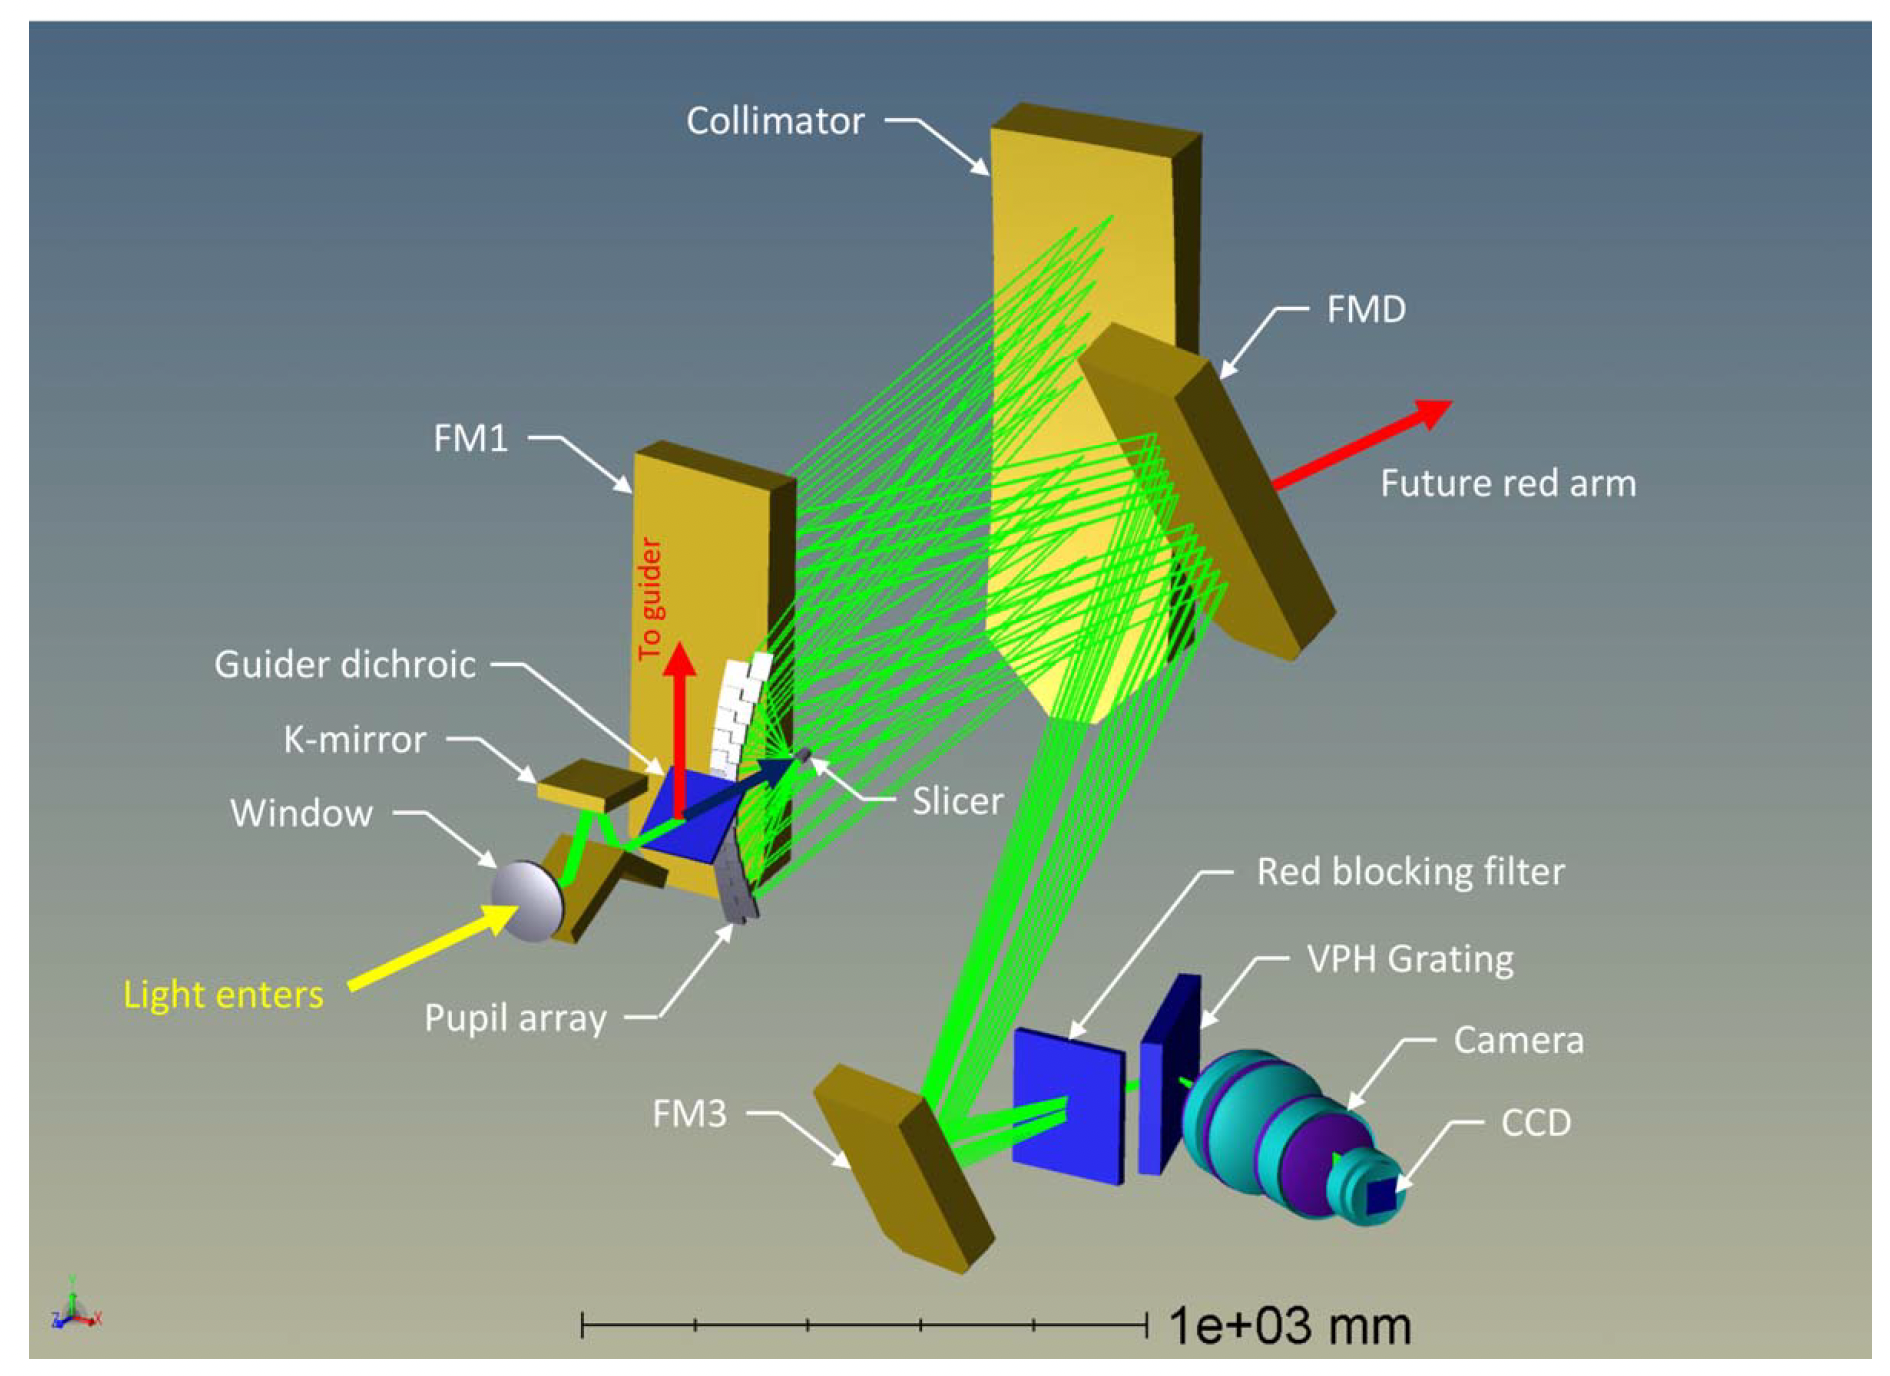 Collimator
FMD
FM1
Future red arm
To guider
Guider dichroic
K-mirror
Window
Slicer
Red blocking filter
VPH Grating
Light enters
Pupil array
Camera
FM3
CCD
Y
Z
X
1e+03 mm